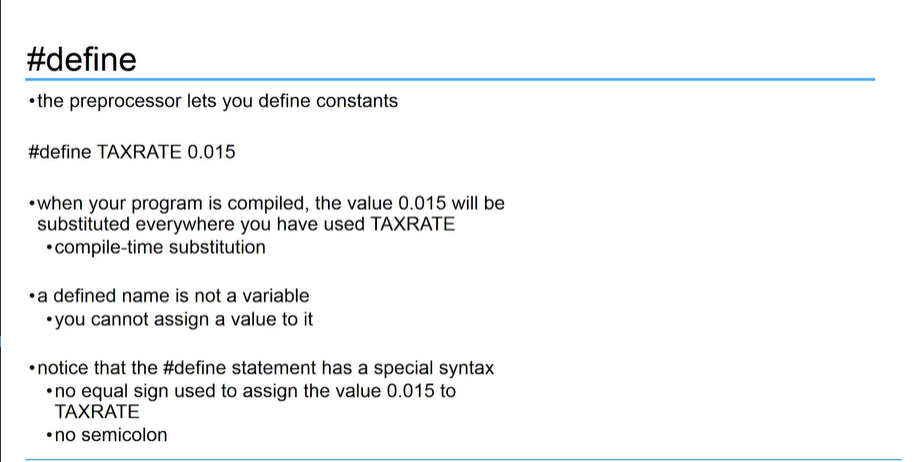 #define
•the preprocessor lets you define constants
#define TAXRATE 0.015
•when your program is compiled, the value 0.015 will be
substituted everywhere you have used TAXRATE
•compile-time substitution
•a defined name is not a variable
•you cannot assign a value to it
•notice that the #define statement has a special syntax
•no equal sign used to assign the value 0.015 to
TAXRATE
•no semicolon